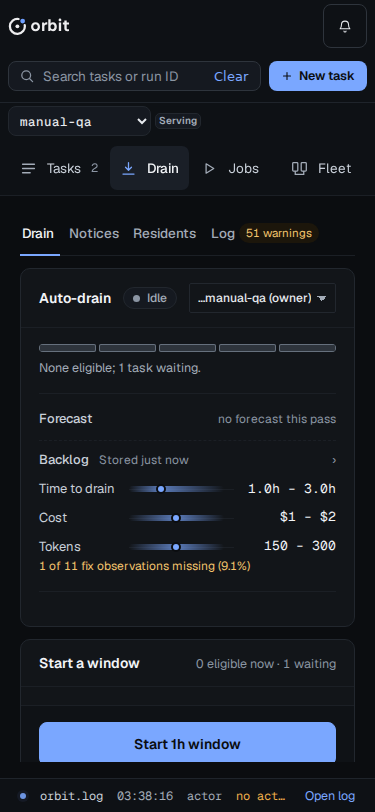 orbit
Search tasks or run ID Clear + New task
manual-qa Serving
Tasks 2 Drain Jobs Fleet
Drain Notices Residents Log 51 warnings
Auto-drain Idle …manual-qa (owner)
None eligible; 1 task waiting.
Forecast no forecast this pass
Backlog Stored just now ›
Time to drain 1.0h – 3.0h
Cost $1 – $2
Tokens 150 – 300
1 of 11 fix observations missing (9.1%)
Start a window 0 eligible now · 1 waiting
Start 1h window
orbit.log 03:38:16 actor no act… Open log